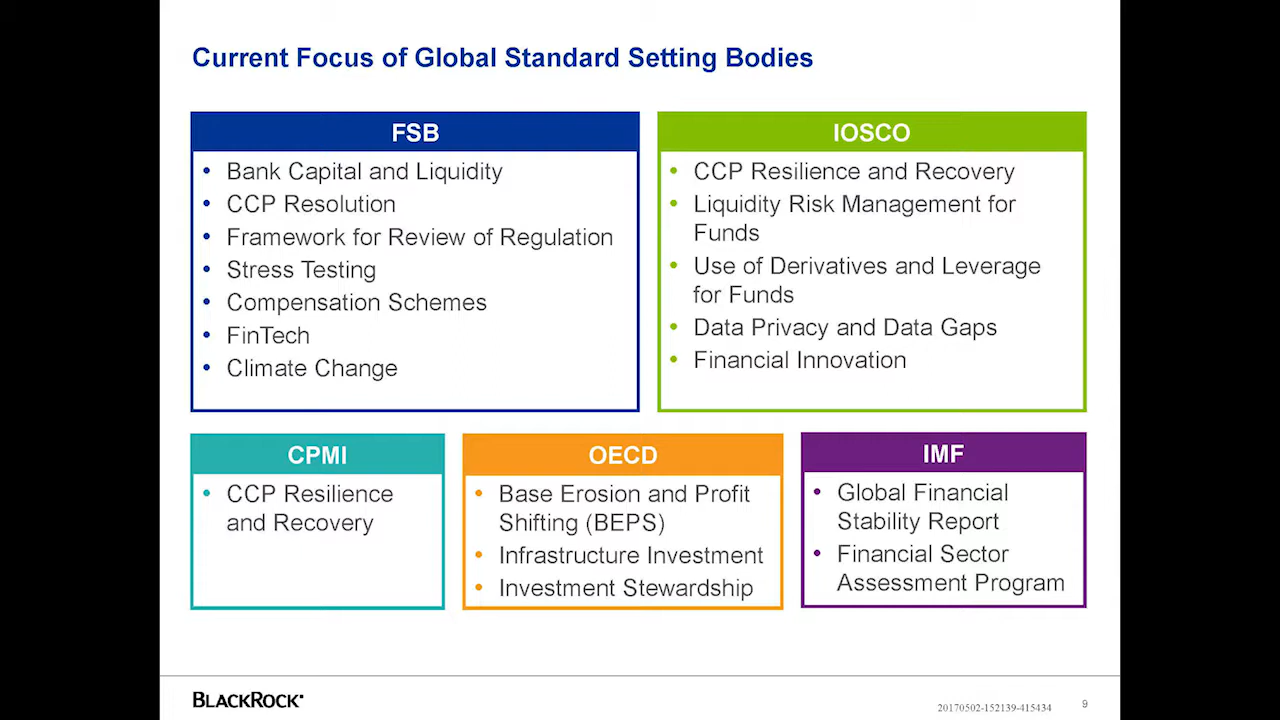 Current Focus of Global Standard Setting Bodies
FSB
• Bank Capital and Liquidity
• CCP Resolution
• Framework for Review of Regulation
• Stress Testing
• Compensation Schemes
• FinTech
• Climate Change
IOSCO
• CCP Resilience and Recovery
• Liquidity Risk Management for
Funds
• Use of Derivatives and Leverage
for Funds
• Data Privacy and Data Gaps
• Financial Innovation
CPMI
• CCP Resilience
and Recovery
OECD
• Base Erosion and Profit
Shifting (BEPS)
• Infrastructure Investment
• Investment Stewardship
IMF
• Global Financial
Stability Report
• Financial Sector
Assessment Program
BLACKROCK
20170502-152139-415434
9